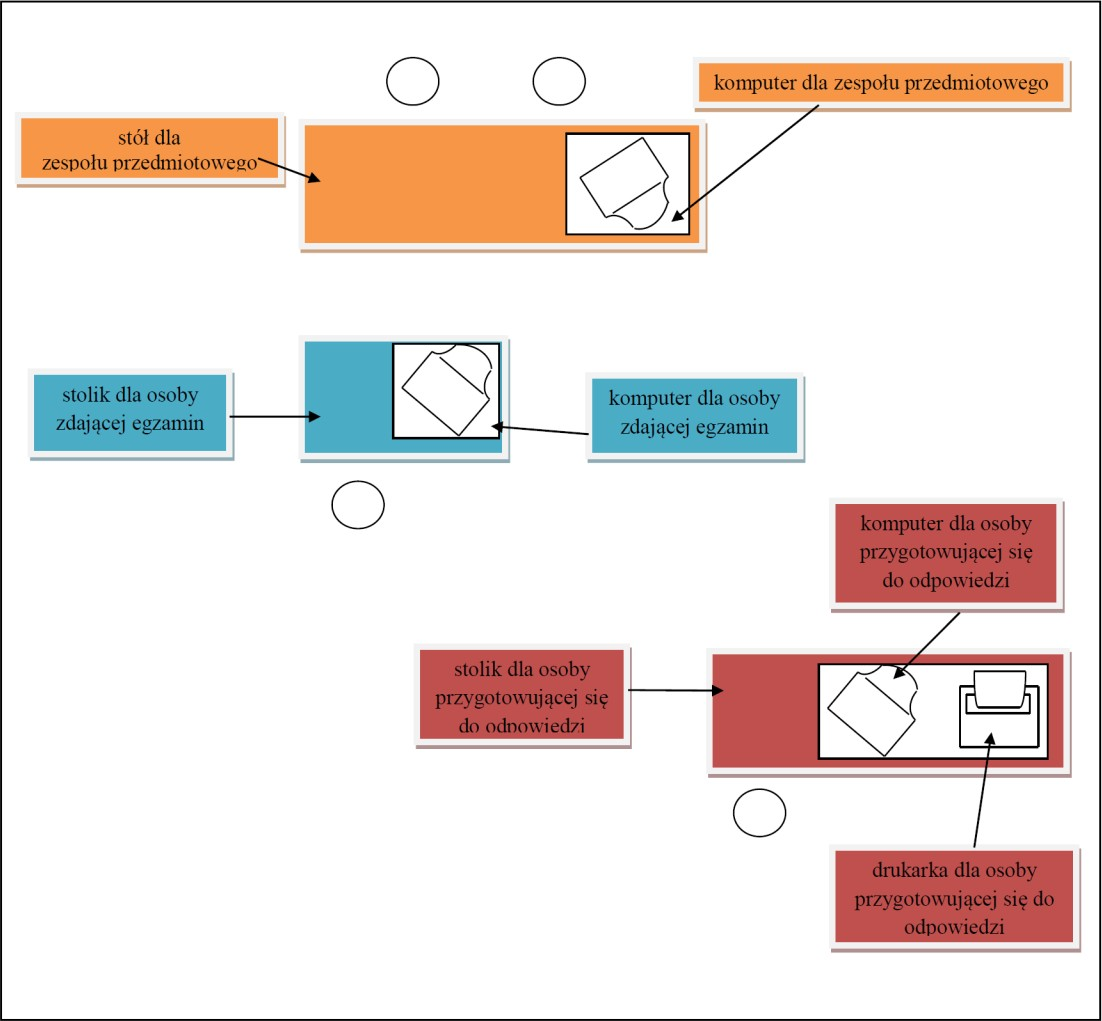 komputer dla zespołu przedmiotowego
stół dla
zespołu przedmiotowego
stolik dla osoby
zdającej egzamin
komputer dla osoby
zdającej egzamin
komputer dla osoby
przygotowującej się
do odpowiedzi
stolik dla osoby
przygotowującej się
do odpowiedzi
drukarka dla osoby
przygotowującej się do
odpowiedzi